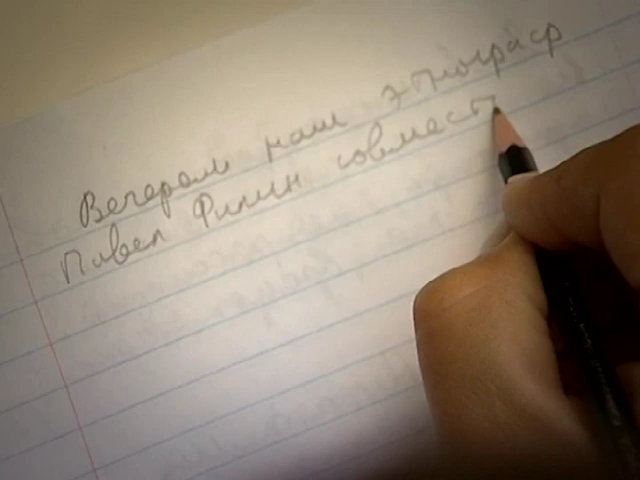 Вечером наш этнограф
Павел Филин совмест